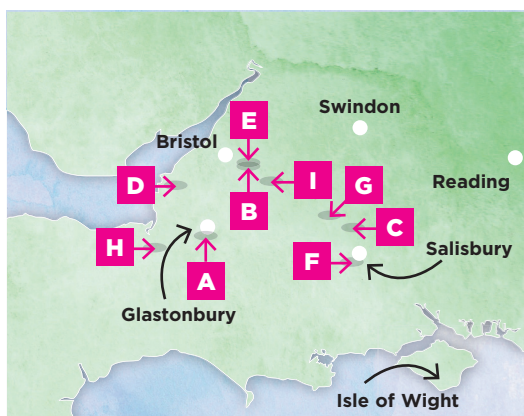 Swindon
E
Bristol
Reading
D
I
G
B
C
H
Salisbury
F
A
Glastonbury
Isle of Wight